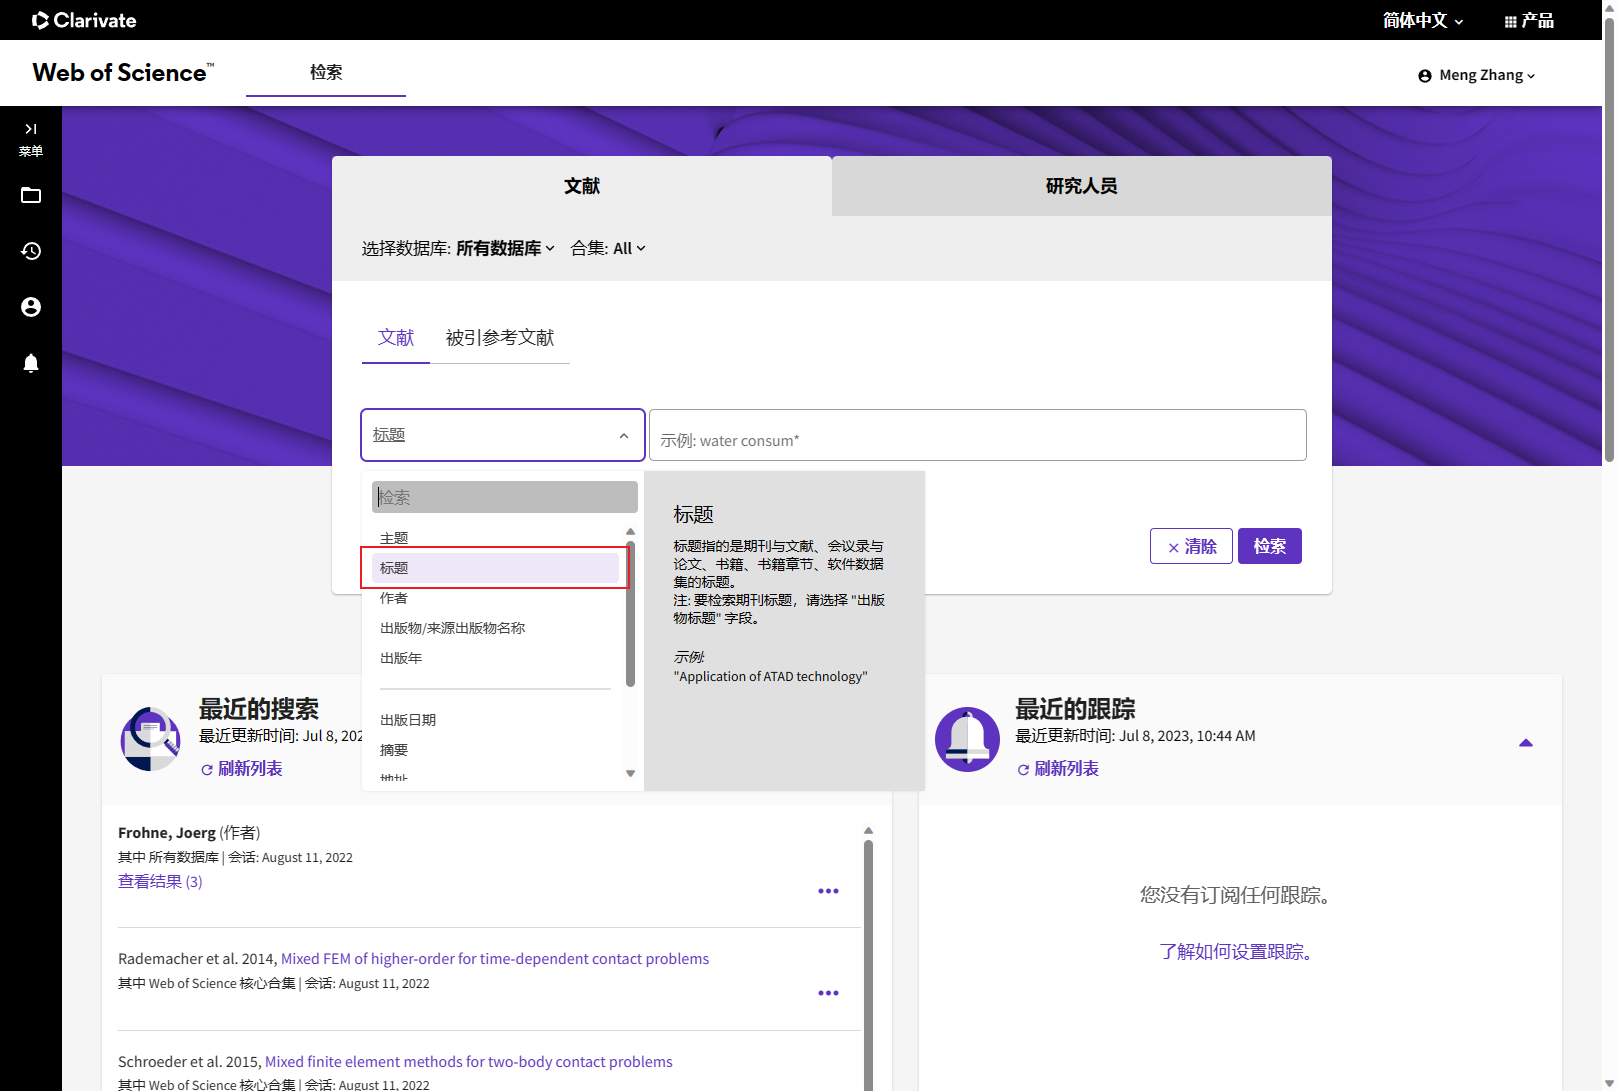 Clarivate
简体中文
产品
Web of Science™
检索
Meng Zhang
菜单
文献
研究人员
选择数据库: 所有数据库 合集: All
文献
被引参考文献
标题
示例: water consum*
检索
主题
标题
作者
出版物/来源出版物名称
出版年
出版日期
摘要
地址
标题
标题指的是期刊与文献、会议录与
论文、书籍、书籍章节、软件数据
集的标题。
注: 要检索期刊标题，请选择 "出版
物标题" 字段。
示例:
"Application of ATAD technology"
× 清除
检索
最近的搜索
最近更新时间: Jul 8, 202
刷新列表
Frohne, Joerg (作者)
其中 所有数据库 | 会话: August 11, 2022
查看结果 (3)
Rademacher et al. 2014, Mixed FEM of higher-order for time-dependent contact problems
其中 Web of Science 核心合集 | 会话: August 11, 2022
Schroeder et al. 2015, Mixed finite element methods for two-body contact problems
其中 Web of Science 核心合集 | 会话: August 11, 2022
最近的跟踪
最近更新时间: Jul 8, 2023, 10:44 AM
刷新列表
您没有订阅任何跟踪。
了解如何设置跟踪。